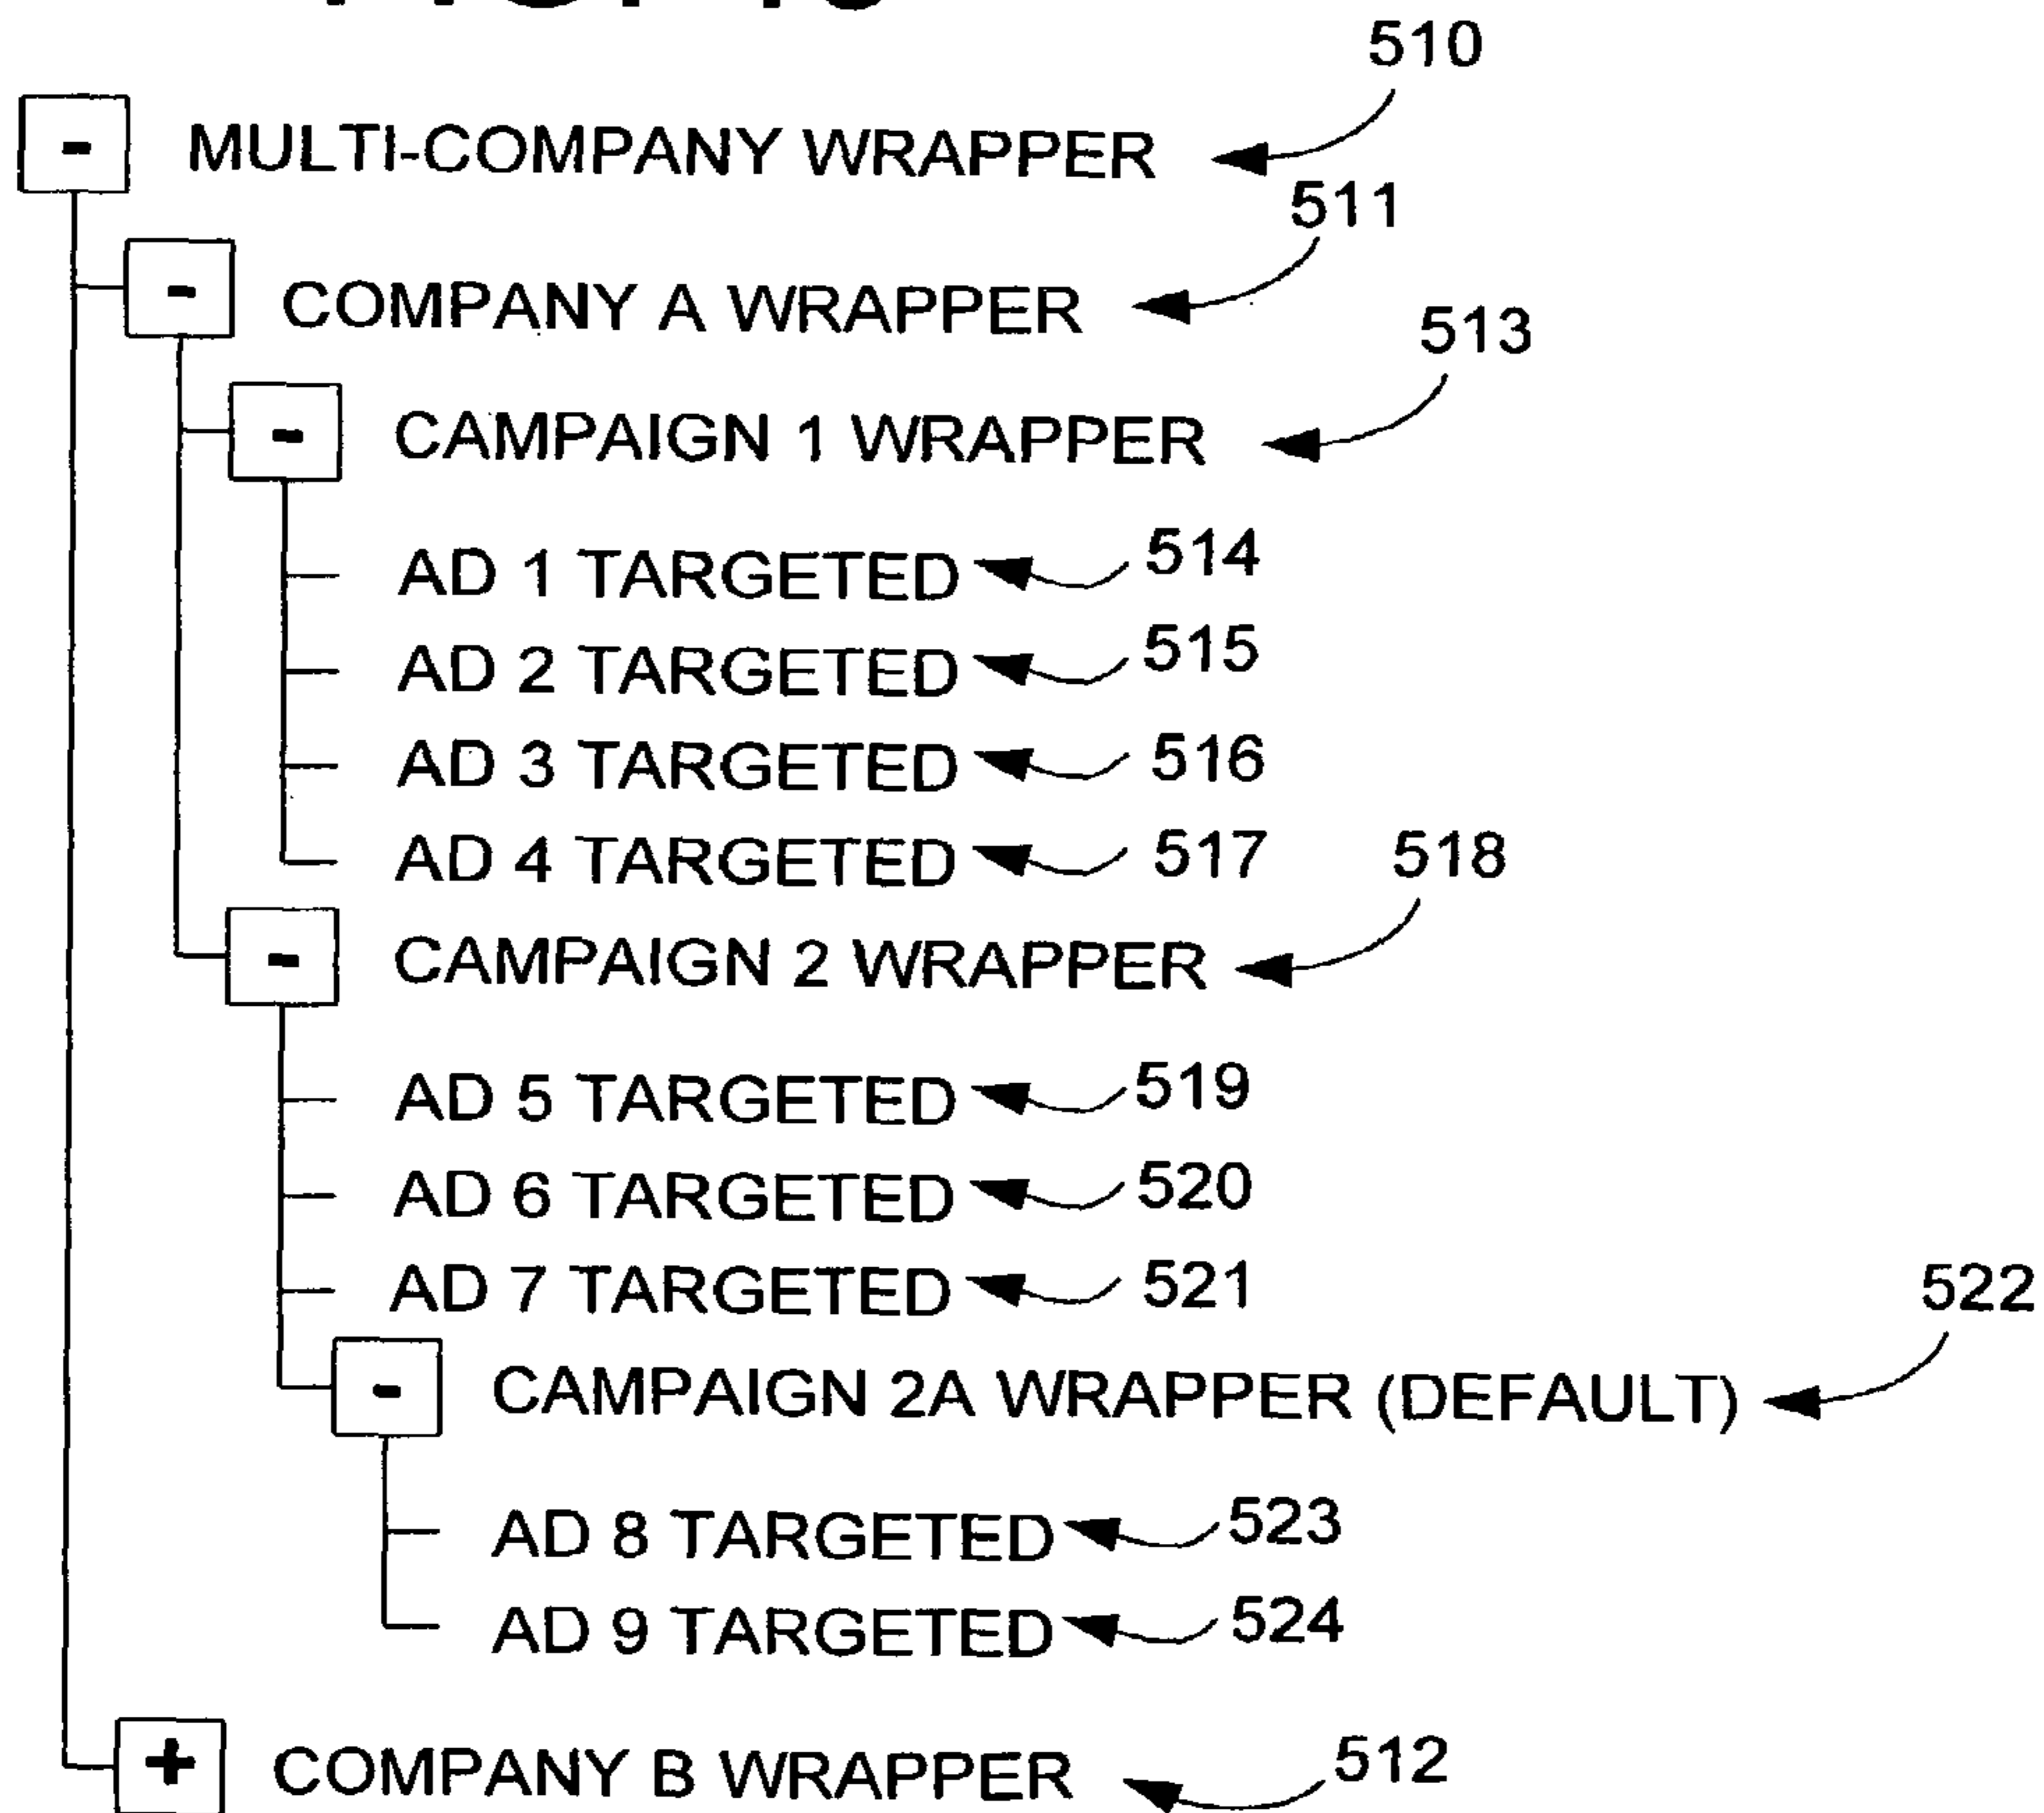 510
MULTI-COMPANY WRAPPER
511
COMPANY A WRAPPER
513
CAMPAIGN 1 WRAPPER
AD 1 TARGETED 514
AD 2 TARGETED 515
AD 3 TARGETED 516
AD 4 TARGETED 517
518
CAMPAIGN 2 WRAPPER
AD 5 TARGETED 519
AD 6 TARGETED 520
AD 7 TARGETED 521
522
CAMPAIGN 2A WRAPPER (DEFAULT)
AD 8 TARGETED 523
AD 9 TARGETED 524
COMPANY B WRAPPER 512